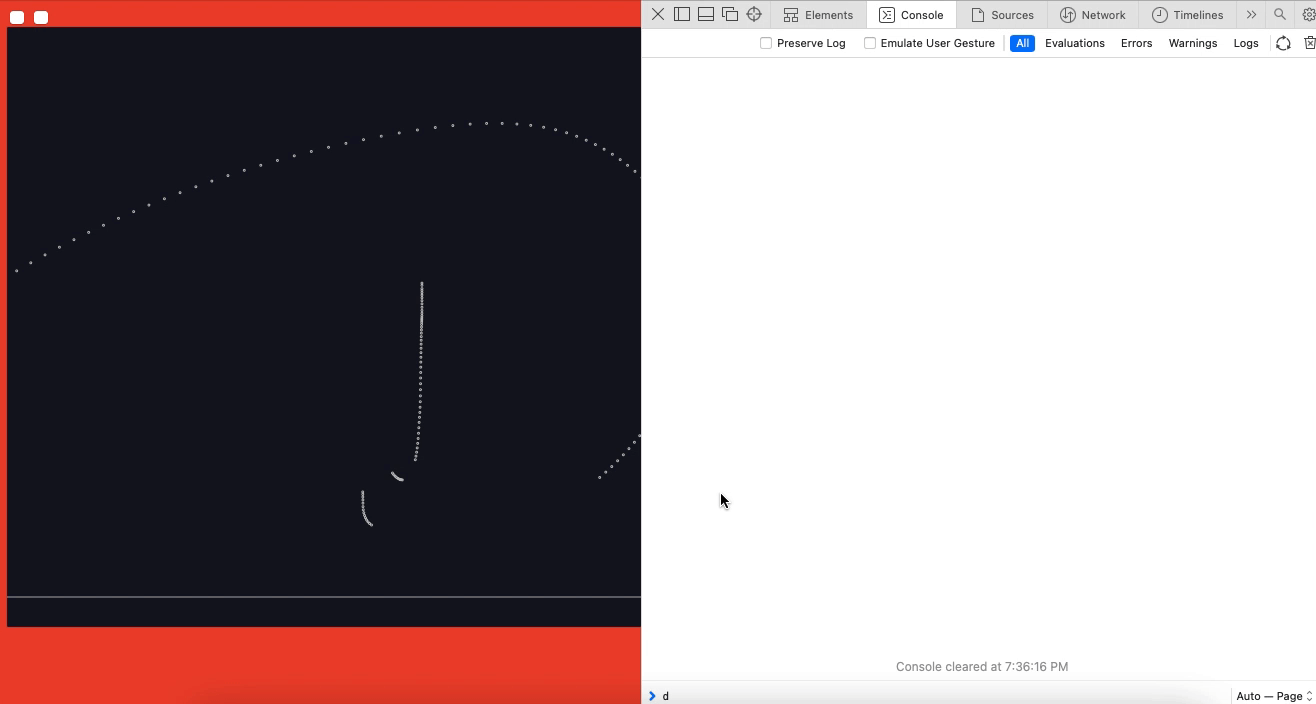 Elements Console Sources Network Timelines
Preserve Log Emulate User Gesture All Evaluations Errors Warnings Logs
Console cleared at 7:36:16 PM
d Auto — Page